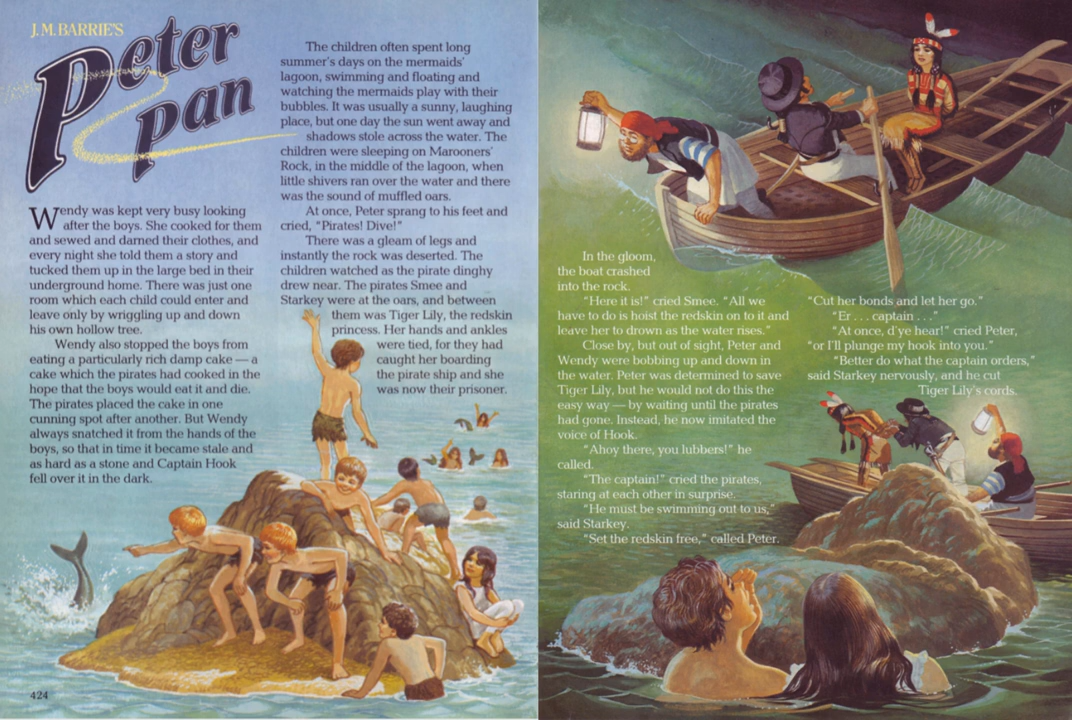 J.M. BARRIE'S
Peter
pan
Wendy was kept very busy looking
after the boys. She cooked for them
and sewed and darned their clothes, and
every night she told them a story and
tucked them up in the large bed in their
underground home. There was just one
room which each child could enter and
leave only by wriggling up and down
his own hollow tree.
Wendy also stopped the boys from
eating a particularly rich damp cake — a
cake which the pirates had cooked in the
hope that the boys would eat it and die.
The pirates placed the cake in one
cunning spot after another. But Wendy
always snatched it from the hands of the
boys, so that in time it became stale and
as hard as a stone and Captain Hook
fell over it in the dark.
The children often spent long
summer's days on the mermaids'
lagoon, swimming and floating and
watching the mermaids play with their
bubbles. It was usually a sunny, laughing
place, but one day the sun went away and
shadows stole across the water. The
children were sleeping on Marooners'
Rock, in the middle of the lagoon, when
little shivers ran over the water and there
was the sound of muffled oars.
At once, Peter sprang to his feet and
cried, "Pirates! Dive!"
There was a gleam of legs and
instantly the rock was deserted. The
children watched as the pirate dinghy
drew near. The pirates Smee and
Starkey were at the oars, and between
them was Tiger Lily, the redskin
princess. Her hands and ankles
were tied, for they had
caught her boarding
the pirate ship and she
was now their prisoner.
424
In the gloom,
the boat crashed
into the rock.
"Here it is!" cried Smee. "All we
have to do is hoist the redskin on to it and
leave her to drown as the water rises."
Close by, but out of sight, Peter and
Wendy were bobbing up and down in
the water. Peter was determined to save
Tiger Lily, but he would not do this the
easy way — by waiting until the pirates
had gone. Instead, he now imitated the
voice of Hook.
"Ahoy there, you lubbers!" he
called.
"The captain!" cried the pirates,
staring at each other in surprise.
"He must be swimming out to us,"
said Starkey.
"Set the redskin free," called Peter.
"Cut her bonds and let her go."
"Er . . . captain . . ."
"At once, d'ye hear!" cried Peter,
"or I'll plunge my hook into you."
"Better do what the captain orders,"
said Starkey nervously, and he cut
Tiger Lily's cords.